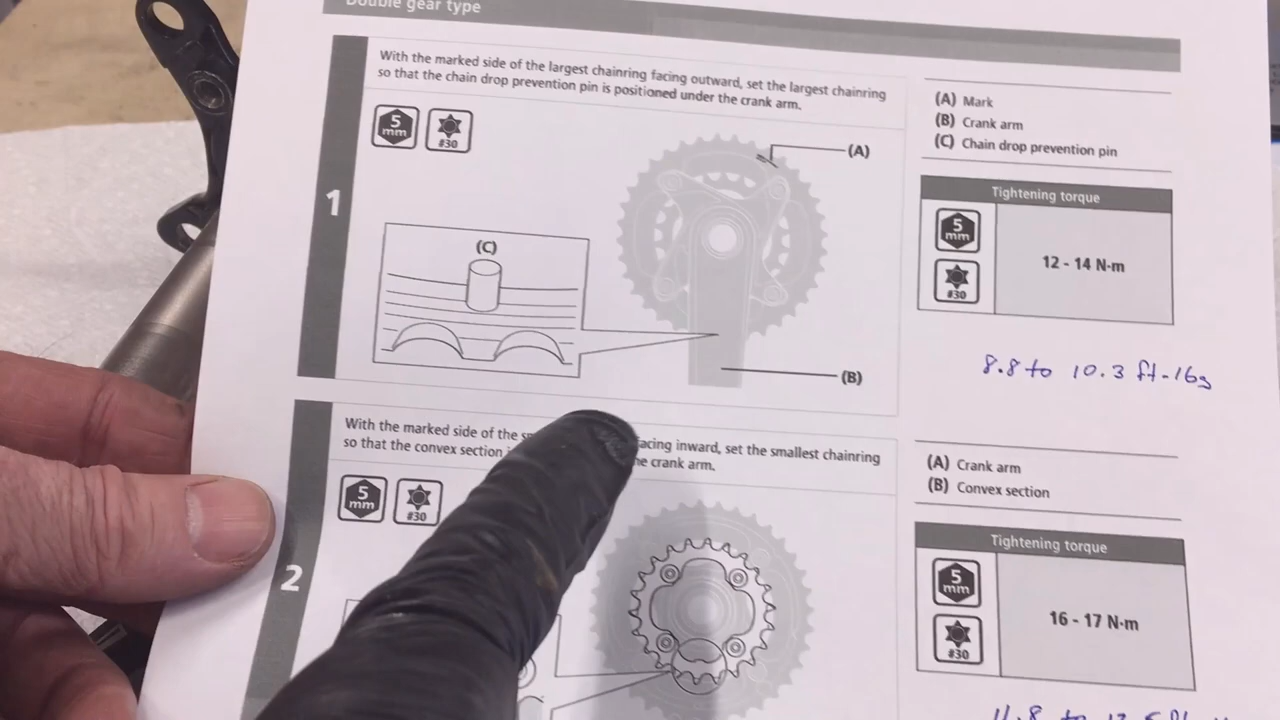 Double gear type
1
With the marked side of the largest chainring facing outward, set the largest chainring
so that the chain drop prevention pin is positioned under the crank arm.
5
mm
#30
(A)
(C)
(B)
(A) Mark
(B) Crank arm
(C) Chain drop prevention pin
Tightening torque
5
mm
#30
12 - 14 N·m
8.8 to 10.3 ft-lbs
2
With the marked side of the facing inward, set the smallest chainring
so that the convex section the crank arm.
5
mm
#30
(A) Crank arm
(B) Convex section
Tightening torque
5
mm
#30
16 - 17 N·m
11.8 to